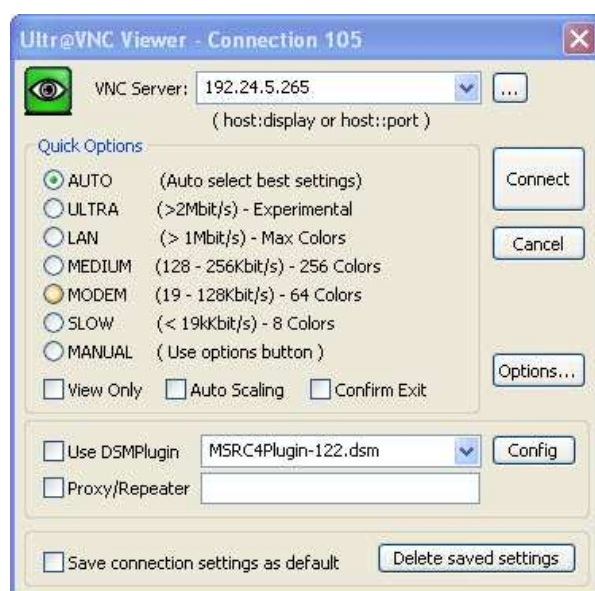 Ultr@VNC Viewer - Connection 105
VNC Server: 192.24.5.265 ...
( host:display or host::port )
Quick Options
AUTO (Auto select best settings)
Connect
ULTRA (>2Mbit/s) - Experimental
LAN (> 1Mbit/s) - Max Colors
Cancel
MEDIUM (128 - 256Kbit/s) - 256 Colors
MODEM (19 - 128Kbit/s) - 64 Colors
SLOW (< 19kKbit/s) - 8 Colors
MANUAL ( Use options button )
Options...
View Only Auto Scaling Confirm Exit
Use DSMPlugin MSRC4Plugin-122.dsm Config
Proxy/Repeater
Save connection settings as default Delete saved settings